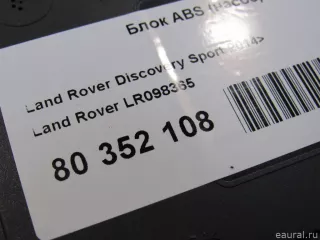 Блок ABS (насос)
Land Rover Discovery Sport 2014>
Land Rover LR098365
80 352 108
eaural.ru